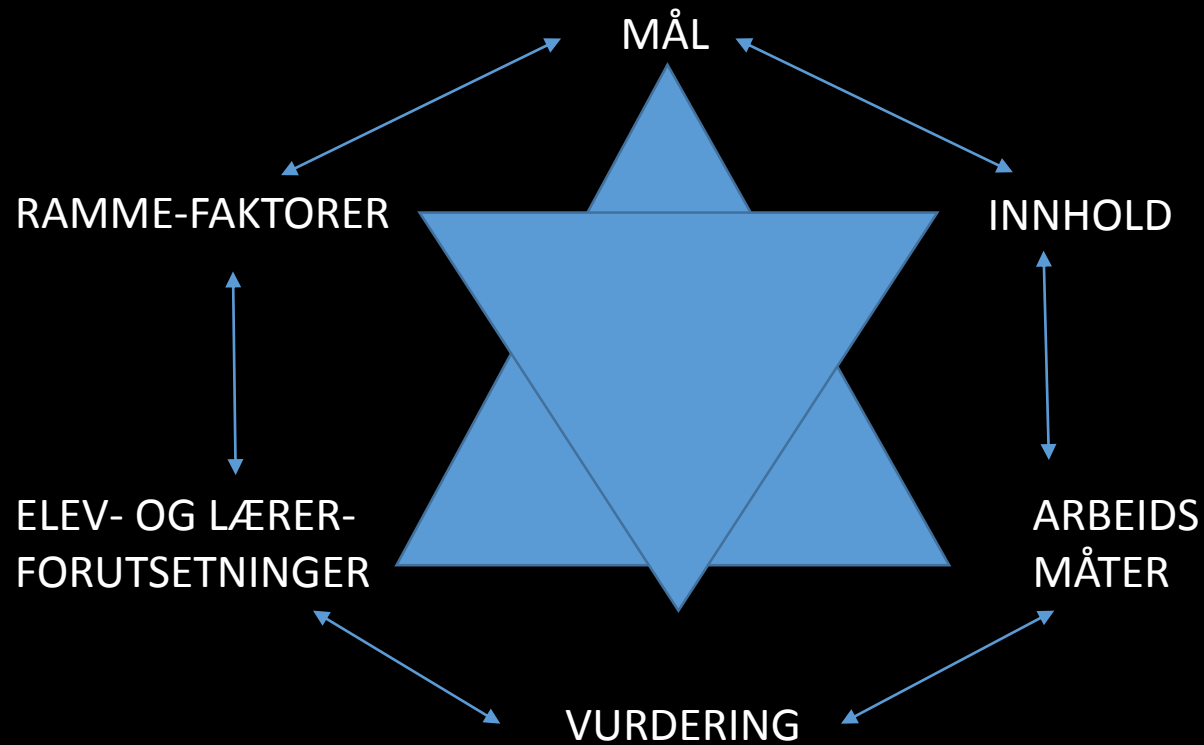 MÅL
RAMME-FAKTORER
INNHOLD
ELEV- OG LÆRER-
FORUTSETNINGER
ARBEIDS
MÅTER
VURDERING